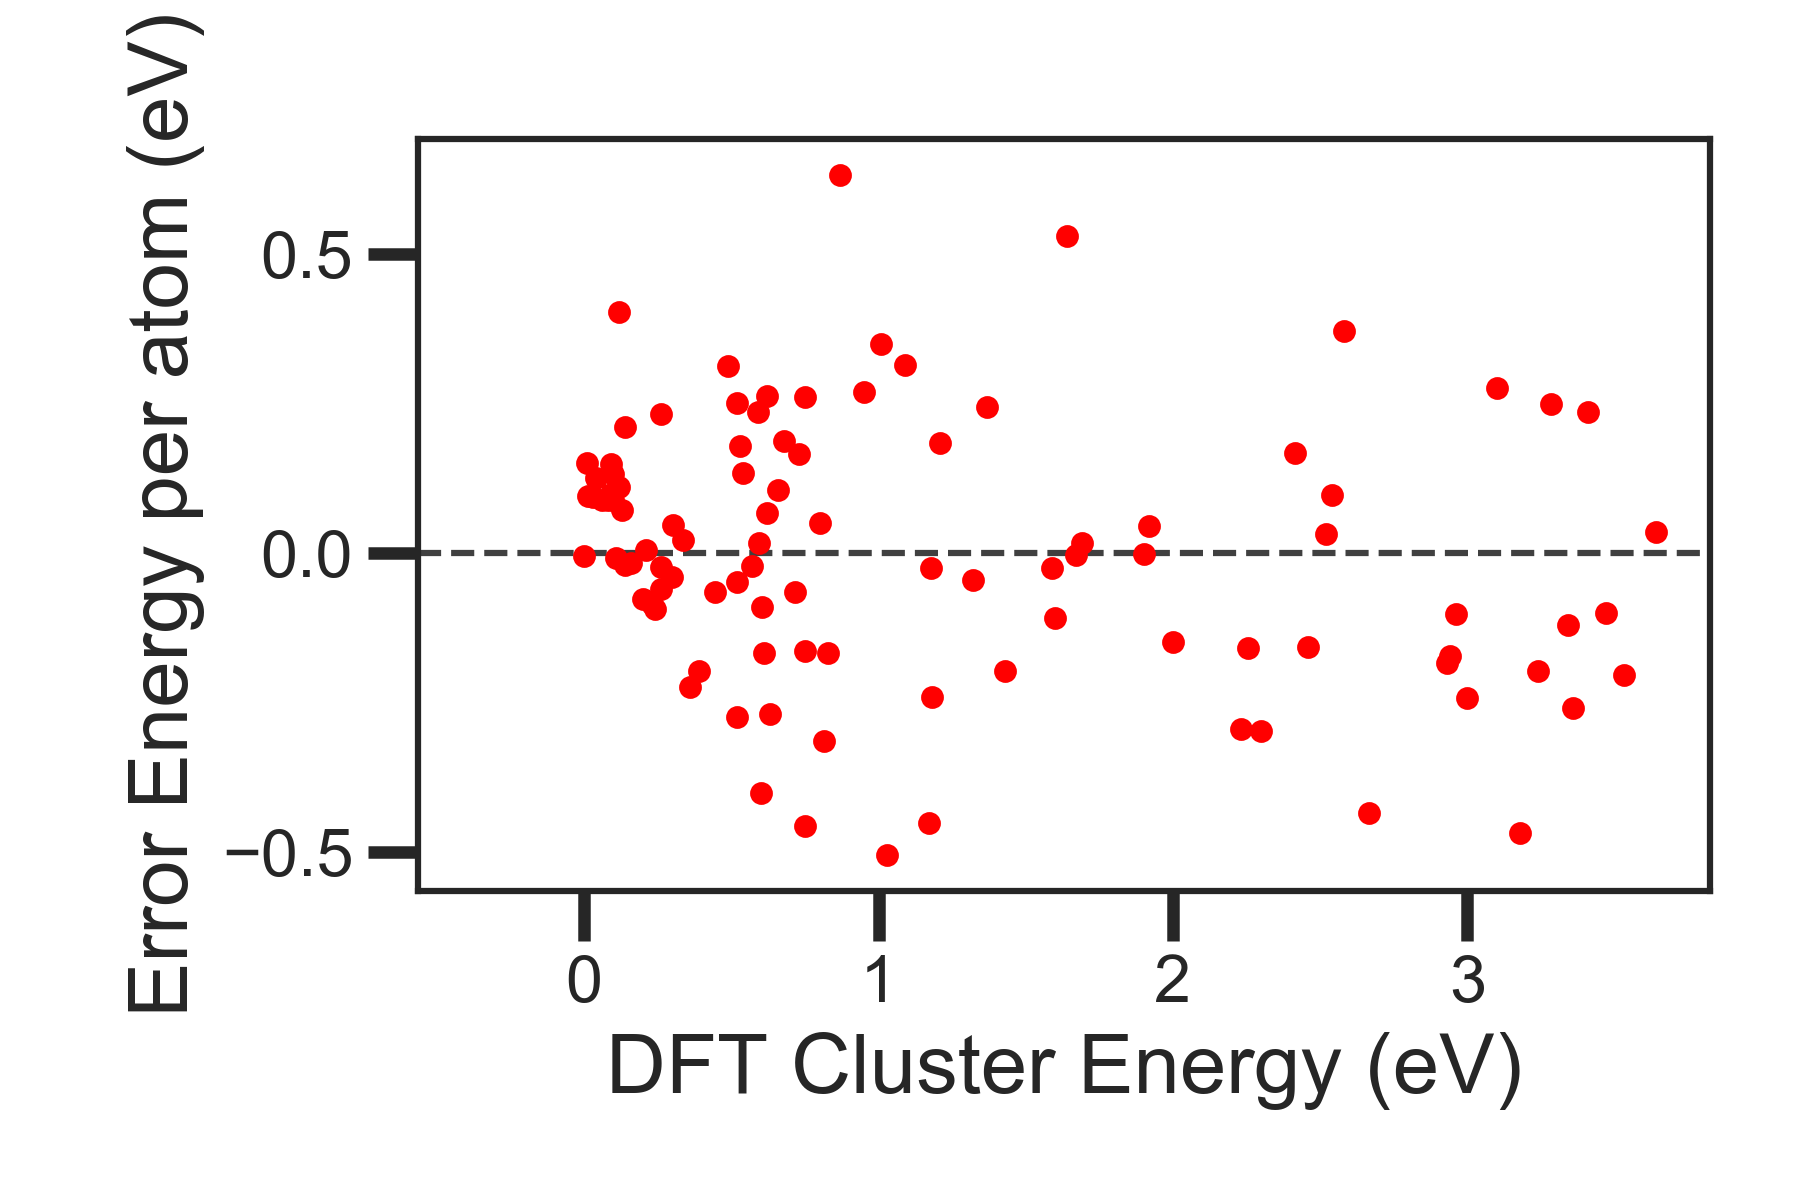 Error Energy per atom (eV)
0.5
0.0
−0.5
0 1 2 3
DFT Cluster Energy (eV)